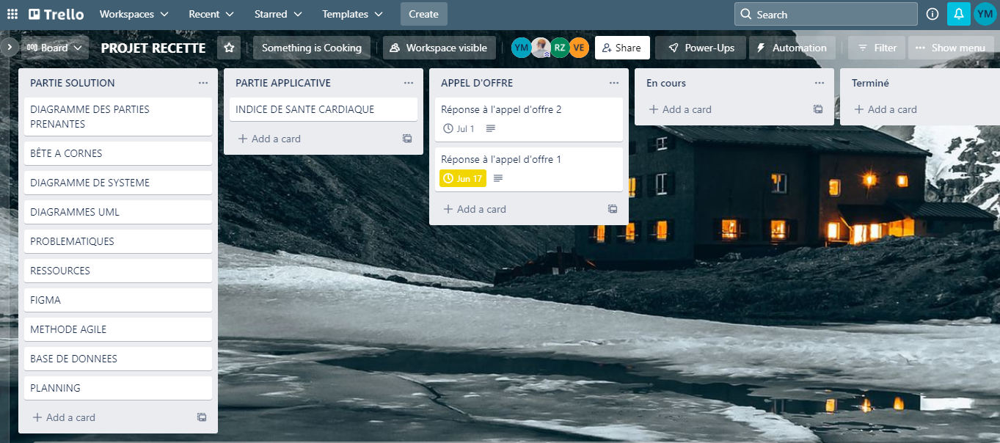 Trello Workspaces Recent Starred Templates Create Search YM
Board PROJET RECETTE Something is Cooking Workspace visible YM RZ VE Share Power-Ups Automation Filter Show menu
PARTIE SOLUTION
DIAGRAMME DES PARTIES
PRENANTES
BÊTE A CORNES
DIAGRAMME DE SYSTEME
DIAGRAMMES UML
PROBLEMATIQUES
RESSOURCES
FIGMA
METHODE AGILE
BASE DE DONNEES
PLANNING
Add a card
PARTIE APPLICATIVE
INDICE DE SANTE CARDIAQUE
Add a card
APPEL D'OFFRE
Réponse à l'appel d'offre 2
Jul 1
Réponse à l'appel d'offre 1
Jun 17
Add a card
En cours
Add a card
Terminé
Add a card